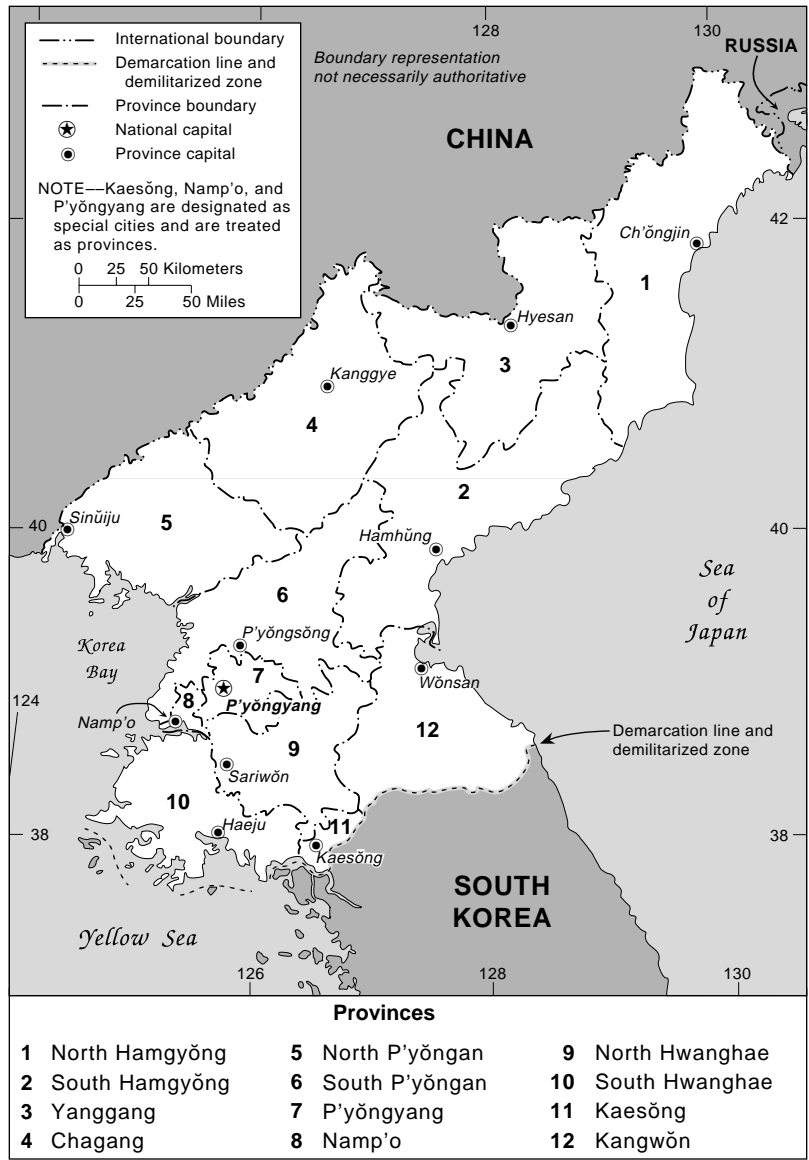 128
130
International boundary
Demarcation line and
demilitarized zone
Province boundary
National capital
Province capital
NOTE––Kaesŏng, Namp'o, and
P'yŏngyang are designated as
special cities and are treated
as provinces.
0 25 50 Kilometers
0 25 50 Miles
Boundary representation
not necessarily authoritative
RUSSIA
CHINA
42
Ch'ŏngjin
1
Hyesan
3
Kanggye
4
2
5
Sinŭiju
40
40
Hamhŭng
Sea
of
Japan
6
P'yŏngsŏng
Korea
Bay
7
Wŏnsan
124
8
P'yŏngyang
Namp'o
12
Demarcation line and
demilitarized zone
9
Sariwŏn
10
Haeju
11
38
38
Kaesŏng
SOUTH
KOREA
Yellow Sea
126
128
130
Provinces
1 North Hamgyŏng
2 South Hamgyŏng
3 Yanggang
4 Chagang
5 North P'yŏngan
6 South P'yŏngan
7 P'yŏngyang
8 Namp'o
9 North Hwanghae
10 South Hwanghae
11 Kaesŏng
12 Kangwŏn